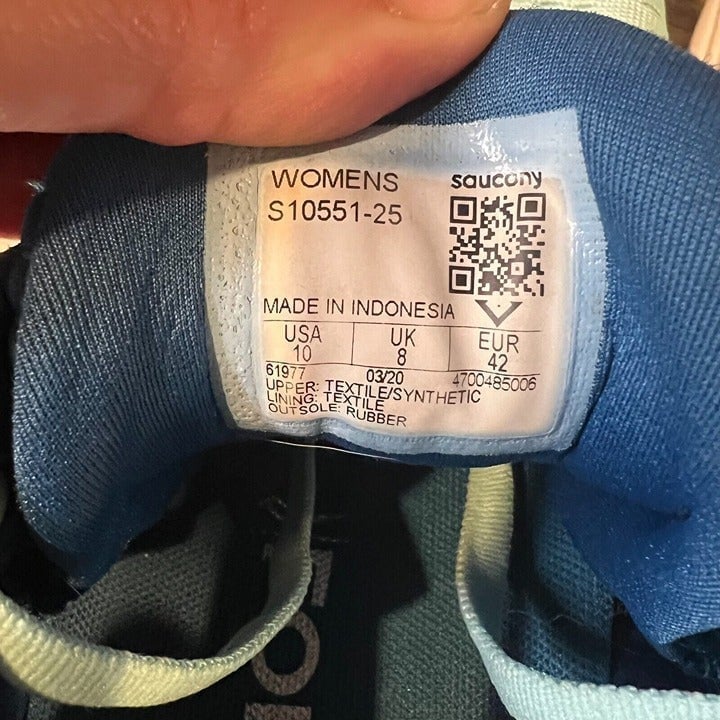 WOMENS
saucony
S10551-25
MADE IN INDONESIA
USA UK EUR
10 8 42
61977 03/20 4700485006
UPPER: TEXTILE/SYNTHETIC
LINING: TEXTILE
OUTSOLE: RUBBER